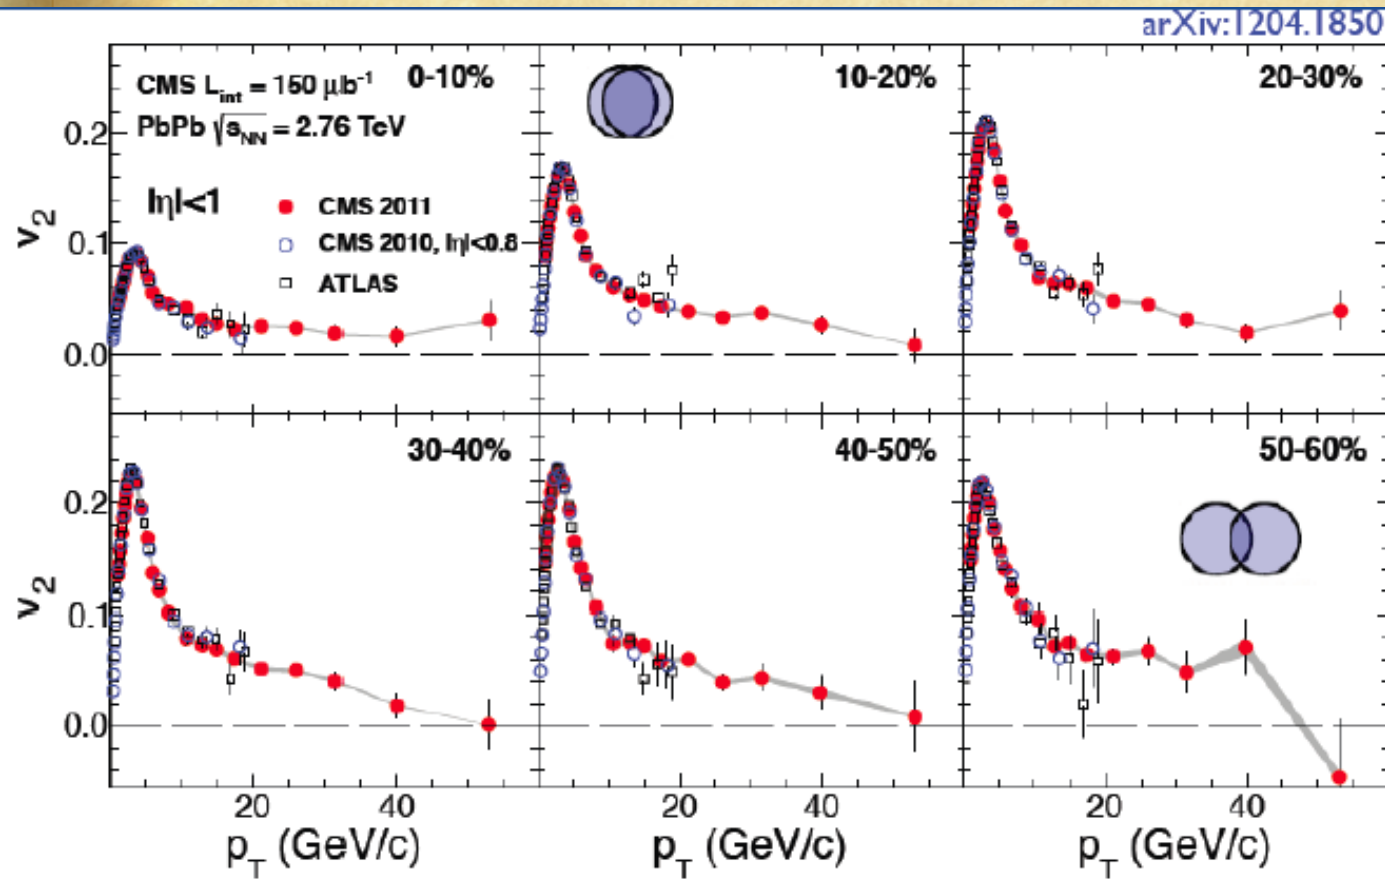 arXiv:1204.1850
CMS L_int = 150 μb⁻¹ 0-10%
PbPb √s_NN = 2.76 TeV
|η|<1
CMS 2011
CMS 2010, |η|<0.8
ATLAS
10-20%
20-30%
v₂
0.2
0.1
0.0
30-40%
40-50%
50-60%
v₂
0.2
0.1
0.0
20 40
20 40
20 40
p_T (GeV/c)
p_T (GeV/c)
p_T (GeV/c)